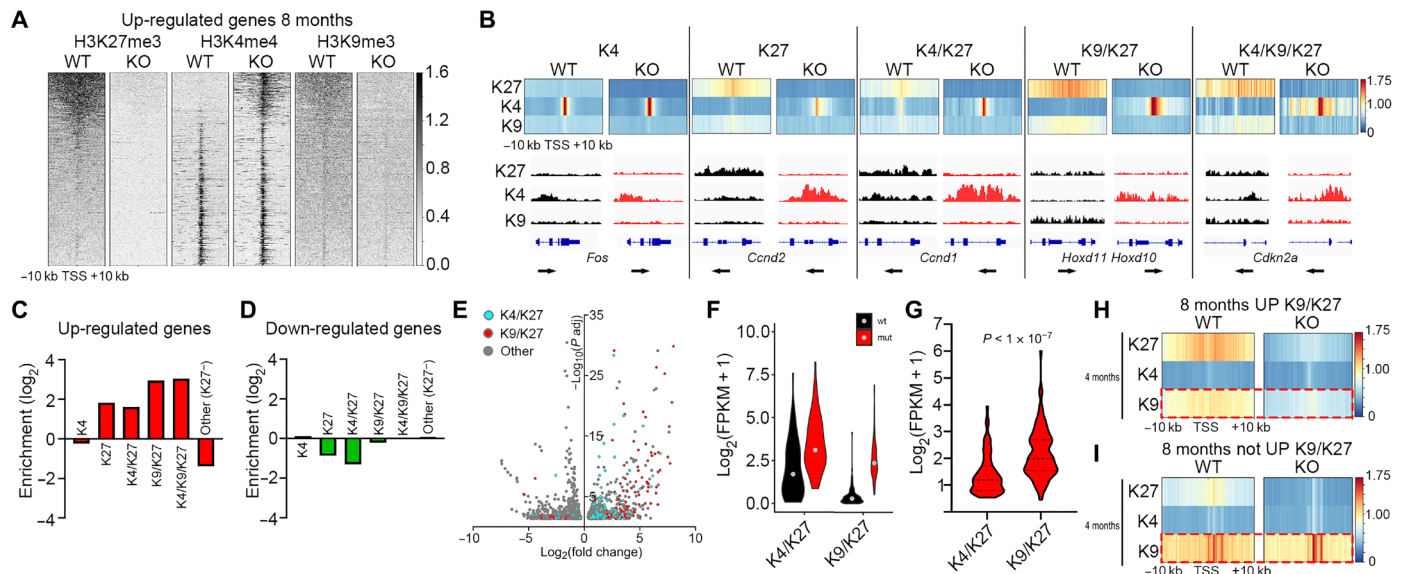 A
Up-regulated genes 8 months
H3K27me3 H3K4me4 H3K9me3
WT KO WT KO WT KO
1.6
1.2
0.8
0.4
0.0
−10 kb TSS +10 kb
B
K4 K27 K4/K27 K9/K27 K4/K9/K27
WT KO WT KO WT KO WT KO WT KO
K27
K4
K9
1.75
1.00
0
−10 kb TSS +10 kb
K27
K4
K9
Fos Ccnd2 Ccnd1 Hoxd11 Hoxd10 Cdkn2a
C
Up-regulated genes
Enrichment (log2)
4
2
0
−2
−4
K4
K27
K4/K27
K9/K27
K4/K9/K27
Other (K27−)
D
Down-regulated genes
Enrichment (log2)
4
2
0
−2
−4
K4
K27
K4/K27
K9/K27
K4/K9/K27
Other (K27−)
E
K4/K27
K9/K27
Other
−Log10(P adj)
35
25
15
5
−10 −5 0 5 10
Log2(fold change)
F
wt
mut
Log2(FPKM + 1)
10.0
7.5
5.0
2.5
0.0
K4/K27
K9/K27
G
P < 1 × 10−7
Log2(FPKM + 1)
7
6
5
4
3
2
1
K4/K27
K9/K27
H
8 months UP K9/K27
WT KO
4 months
K27
K4
K9
1.75
1.00
0
−10 kb TSS +10 kb
I
8 months not UP K9/K27
WT KO
4 months
K27
K4
K9
1.75
1.00
0
−10 kb TSS +10 kb